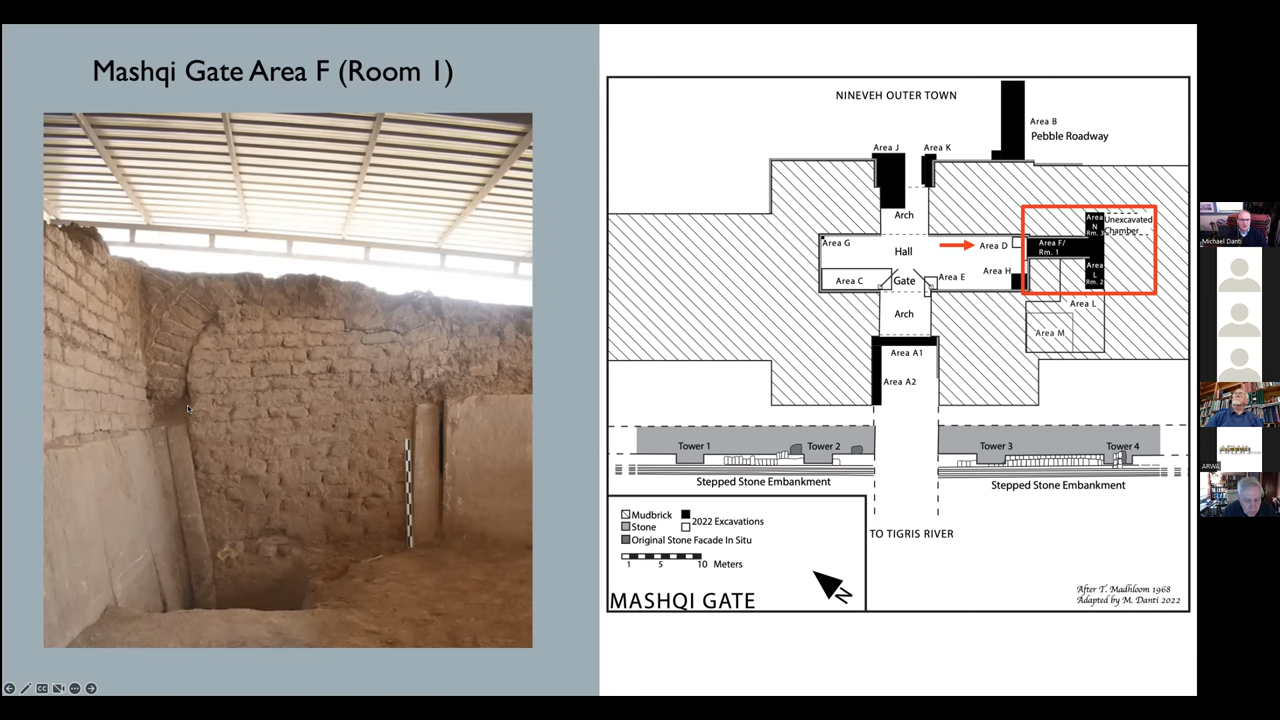 Mashqi Gate Area F (Room 1)
NINEVEH OUTER TOWN
Area B
Pebble Roadway
Area J
Area K
Arch
Area G
Hall
Area D
Area F/
Rm. 1
Area
N
Rm. 3
Unexcavated
Chamber
Area C
Gate
Area E
Area H
Area
L
Rm. 2
Arch
Area L
Area M
Area A1
Area A2
Tower 1
Tower 2
Tower 3
Tower 4
Stepped Stone Embankment
Stepped Stone Embankment
Mudbrick
Stone
2022 Excavations
Original Stone Facade In Situ
1 5 10 Meters
TO TIGRIS RIVER
N
MASHQI GATE
After T. Madhloom 1968
Adapted by M. Danti 2022
CC
Michael Danti
ARWA